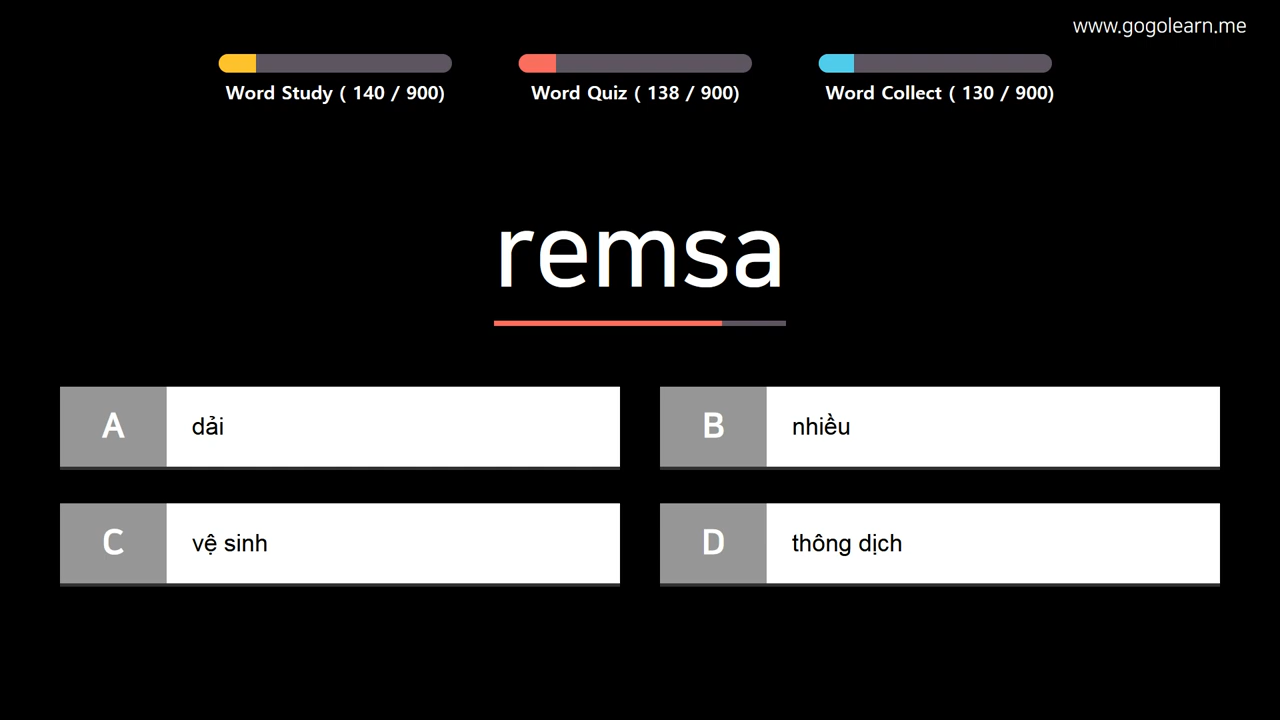 www.gogolearn.me
Word Study ( 140 / 900)
Word Quiz ( 138 / 900)
Word Collect ( 130 / 900)
remsa
A dải
B nhiều
C vệ sinh
D thông dịch